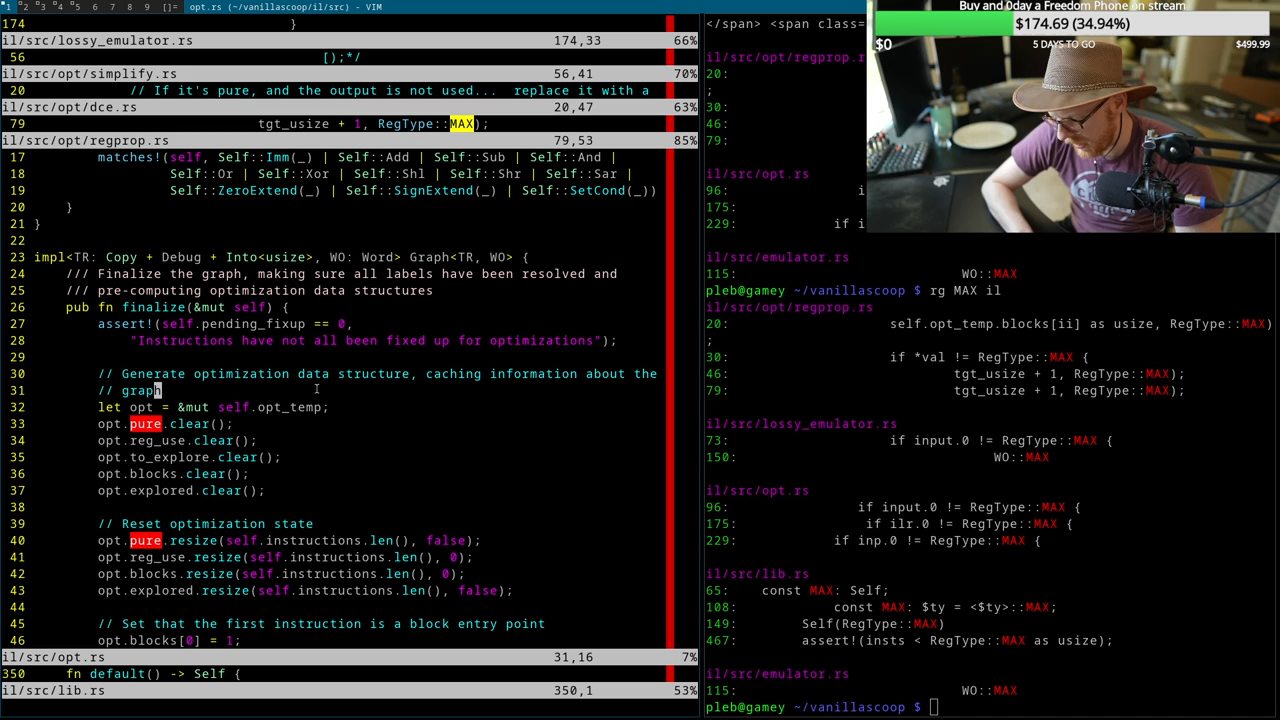 1 2 3 4 5 6 7 8 9 []= opt.rs (~/vanillascoop/il/src) - VIM
174 }
il/src/lossy_emulator.rs 174,33 66%
56 [);*/
il/src/opt/simplify.rs 56,41 70%
20 // If it's pure, and the output is not used... replace it with a
il/src/opt/dce.rs 20,47 63%
79 tgt_usize + 1, RegType::MAX);
il/src/opt/regprop.rs 79,53 85%
17 matches!(self, Self::Imm(_) | Self::Add | Self::Sub | Self::And |
18 Self::Or | Self::Xor | Self::Shl | Self::Shr | Self::Sar |
19 Self::ZeroExtend(_) | Self::SignExtend(_) | Self::SetCond(_))
20 }
21 }
22
23 impl<TR: Copy + Debug + Into<usize>, WO: Word> Graph<TR, WO> {
24 /// Finalize the graph, making sure all labels have been resolved and
25 /// pre-computing optimization data structures
26 pub fn finalize(&mut self) {
27 assert!(self.pending_fixup == 0,
28 "Instructions have not all been fixed up for optimizations");
29
30 // Generate optimization data structure, caching information about the
31 // graph
32 let opt = &mut self.opt_temp;
33 opt.pure.clear();
34 opt.reg_use.clear();
35 opt.to_explore.clear();
36 opt.blocks.clear();
37 opt.explored.clear();
38
39 // Reset optimization state
40 opt.pure.resize(self.instructions.len(), false);
41 opt.reg_use.resize(self.instructions.len(), 0);
42 opt.blocks.resize(self.instructions.len(), 0);
43 opt.explored.resize(self.instructions.len(), false);
44
45 // Set that the first instruction is a block entry point
46 opt.blocks[0] = 1;
il/src/opt.rs 31,16 7%
350 fn default() -> Self {
il/src/lib.rs 350,1 53%
</span> <span class=
il/src/opt/regprop.r
20:
;
30:
46:
79:
il/src/opt.rs
96: i
175:
229: if i
il/src/emulator.rs
115: WO::MAX
pleb@gamey ~/vanillascoop $ rg MAX il
il/src/opt/regprop.rs
20: self.opt_temp.blocks[ii] as usize, RegType::MAX)
;
30: if *val != RegType::MAX {
46: tgt_usize + 1, RegType::MAX);
79: tgt_usize + 1, RegType::MAX);
il/src/lossy_emulator.rs
73: if input.0 != RegType::MAX {
150: WO::MAX
il/src/opt.rs
96: if input.0 != RegType::MAX {
175: if ilr.0 != RegType::MAX {
229: if inp.0 != RegType::MAX {
il/src/lib.rs
65: const MAX: Self;
108: const MAX: $ty = <$ty>::MAX;
149: Self(RegType::MAX)
467: assert!(insts < RegType::MAX as usize);
il/src/emulator.rs
115: WO::MAX
pleb@gamey ~/vanillascoop $
Buy and 0day a Freedom Phone on stream
$174.69 (34.94%)
$0 5 DAYS TO GO $499.99